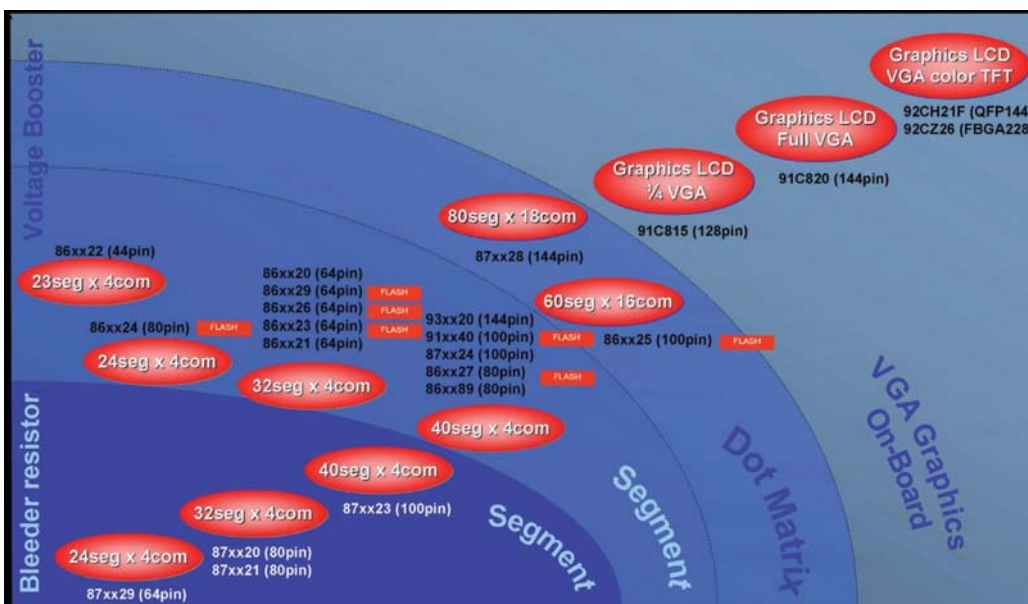 Graphics LCD
VGA color TFT
92CH21F (QFP144
92CZ26 (FBGA228
Graphics LCD
Full VGA
91C820 (144pin)
Graphics LCD
¼ VGA
91C815 (128pin)
Voltage Booster
80seg x 18com
87xx28 (144pin)
86xx22 (44pin)
23seg x 4com
86xx20 (64pin)
86xx29 (64pin) FLASH
86xx26 (64pin) FLASH
86xx23 (64pin) FLASH
86xx21 (64pin)
60seg x 16com
86xx25 (100pin) FLASH
86xx24 (80pin) FLASH
24seg x 4com
93xx20 (144pin)
91xx40 (100pin) FLASH
87xx24 (100pin)
86xx27 (80pin) FLASH
86xx89 (80pin)
32seg x 4com
40seg x 4com
VGA Graphics
On-Board
Dot Matrix
Segment
Bleeder resistor
40seg x 4com
87xx23 (100pin)
Segment
32seg x 4com
87xx20 (80pin)
87xx21 (80pin)
24seg x 4com
87xx29 (64pin)